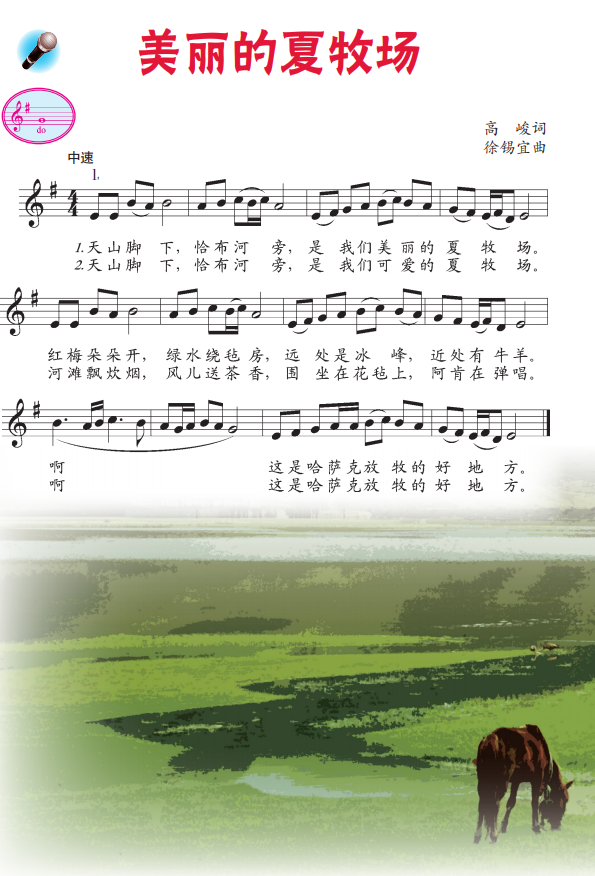 美丽的夏牧场
do
高 峻词
徐锡宜曲
中速
1,
4 4
1.天山脚 下，恰布河 旁，是 我们美丽的夏 牧 场。
2.天山脚 下，恰布河 旁，是 我们可爱的夏 牧 场。
红梅朵朵开， 绿水绕毡房，远 处是冰 峰， 近处有牛羊。
河滩飘炊烟， 风儿送茶香，围 坐在花毡上，阿肯在弹唱。
啊 这是哈萨克放 牧的好 地 方。
啊 这是哈萨克放 牧的好 地 方。